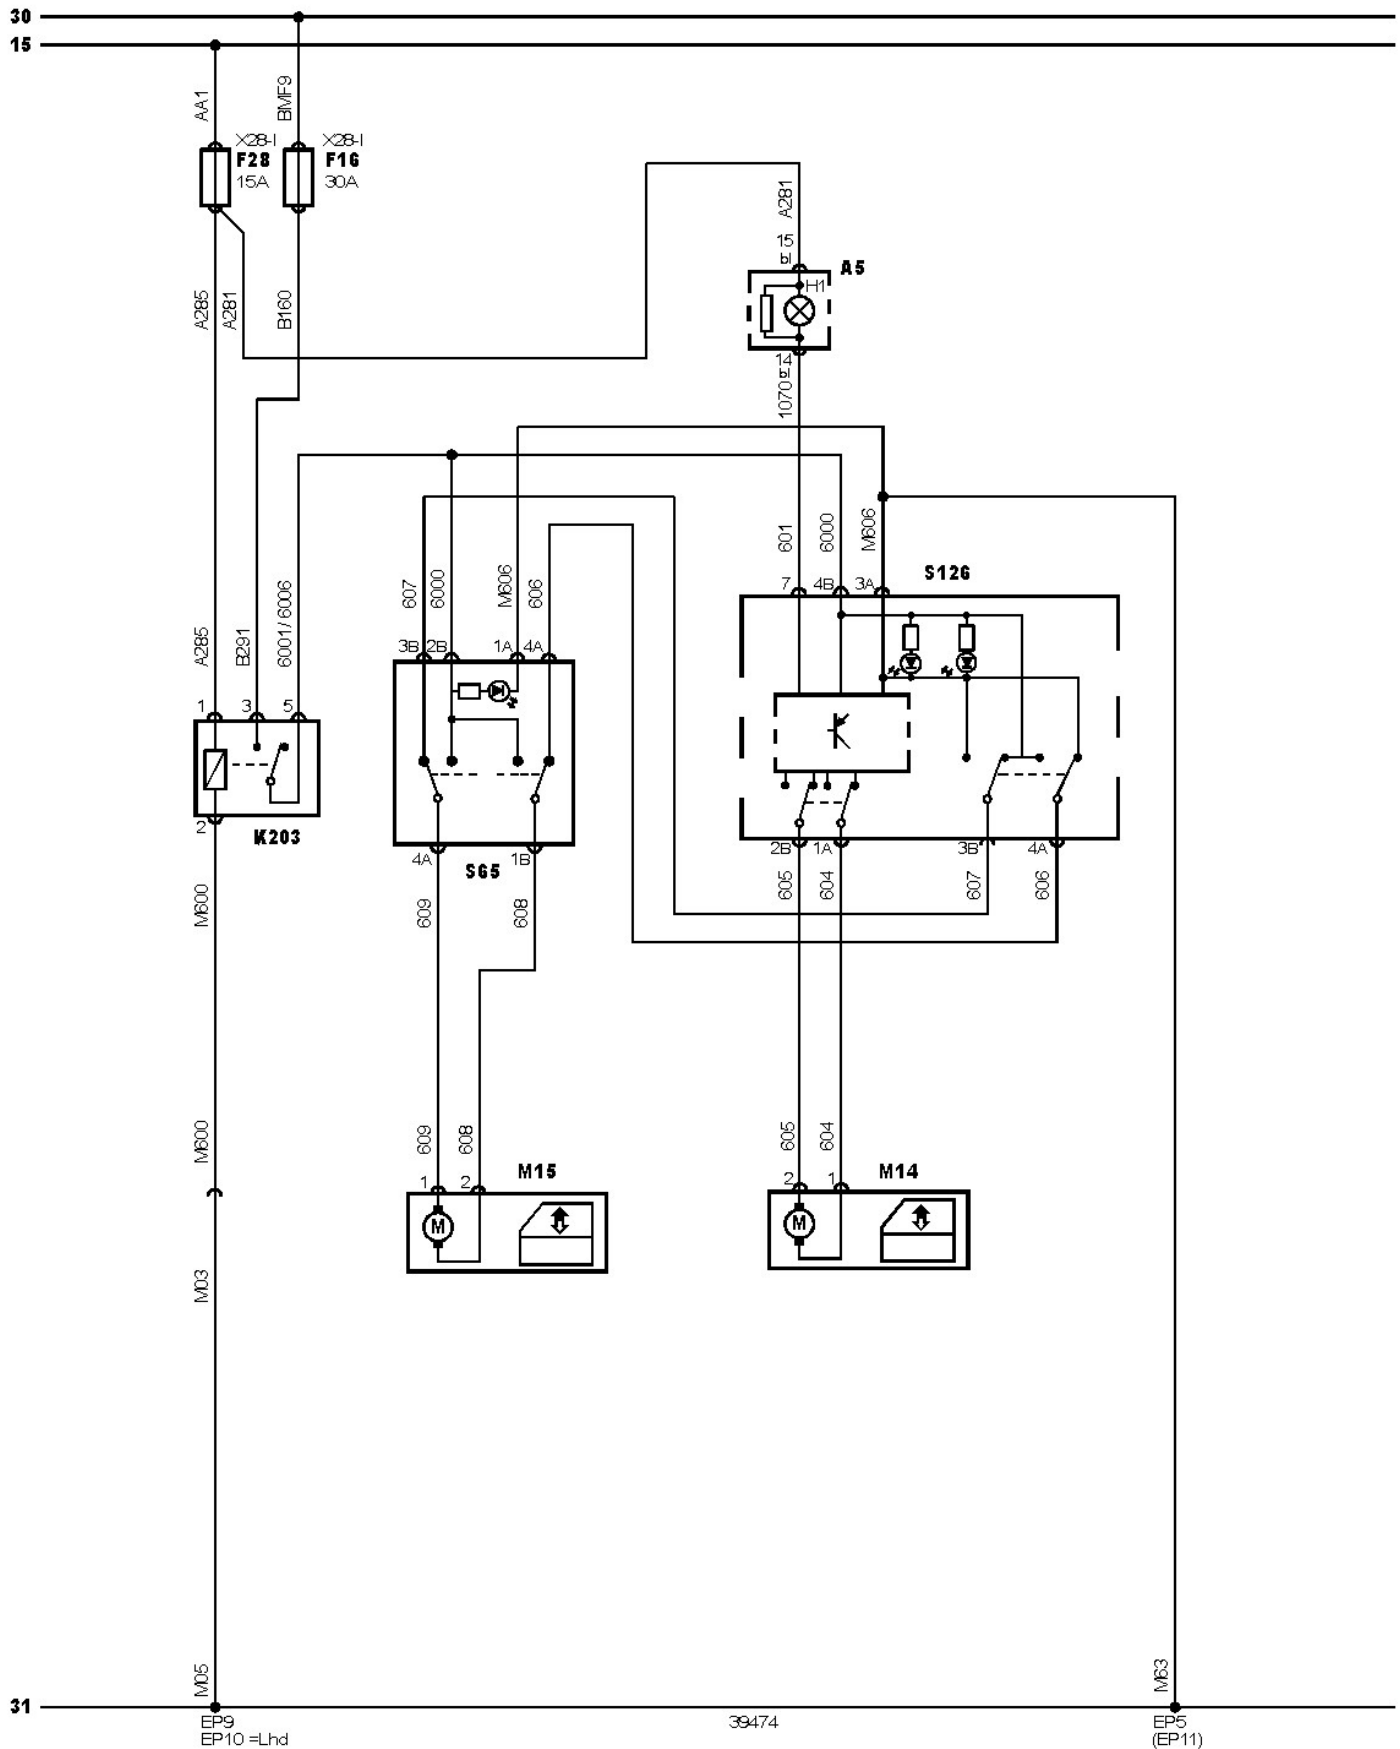 30
15
AA1
BMF9
X28-I
F28
15A
X28-I
F16
30A
A281
15
bl
A5
H1
A285
A281
B160
14
bl
1070
601
6000
M606
607
6000
M606
606
S126
7
4B
3A
A285
B291
6001/6006
3B
2B
1A
4A
1
3
5
2
K203
4A
1B
S65
2B
1A
3B
4A
M600
609
608
605
604
607
606
M600
609
608
605
604
M15
M14
1
2
2
1
M
M
M03
M05
M63
31
EP9
EP10 =Lhd
39474
EP5
(EP11)